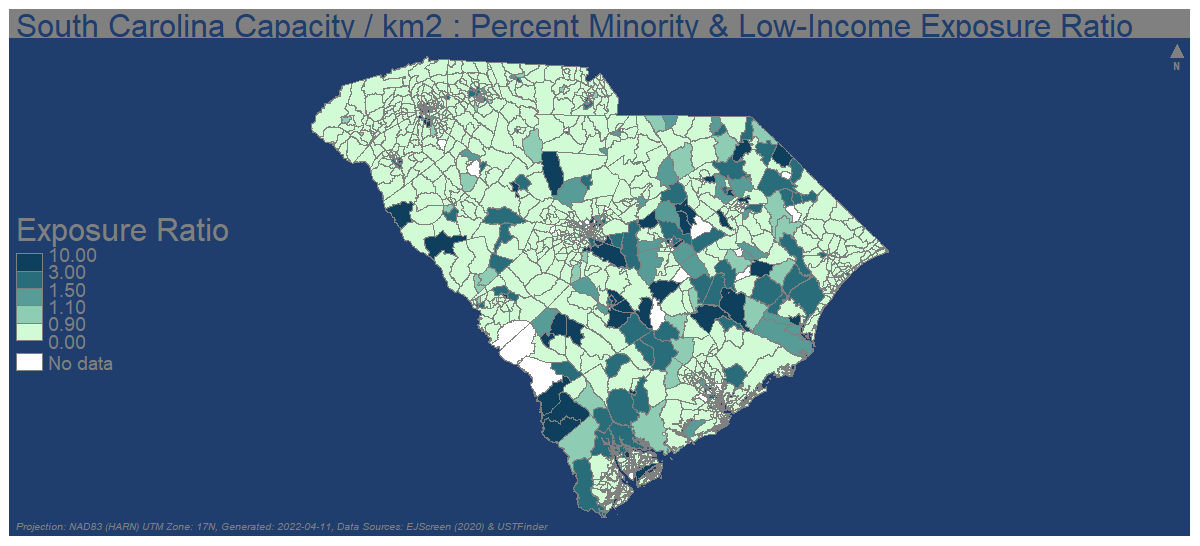 South Carolina Capacity / km2 : Percent Minority & Low-Income Exposure Ratio
N
Exposure Ratio
10.00
3.00
1.50
1.10
0.90
0.00
No data
Projection: NAD83 (HARN) UTM Zone: 17N, Generated: 2022-04-11, Data Sources: EJScreen (2020) & USTFinder